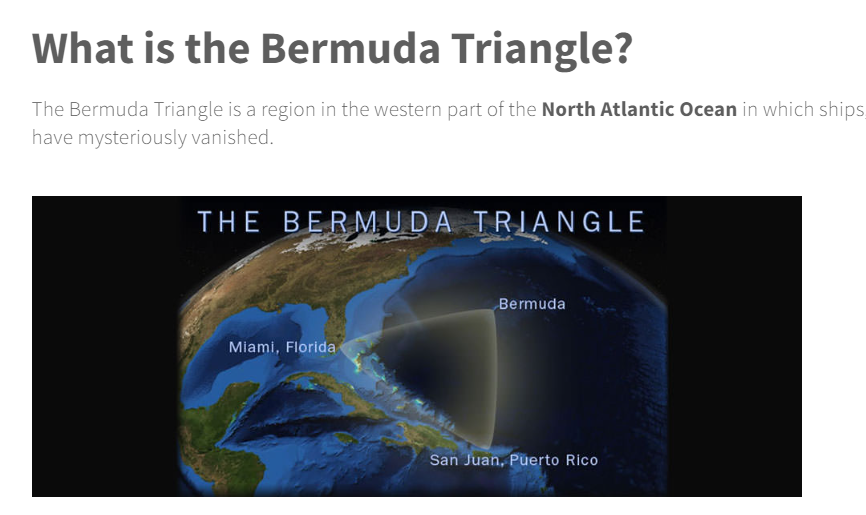 What is the Bermuda Triangle?
The Bermuda Triangle is a region in the western part of the North Atlantic Ocean in which ships,
have mysteriously vanished.
THE BERMUDA TRIANGLE
Bermuda
Miami, Florida
San Juan, Puerto Rico